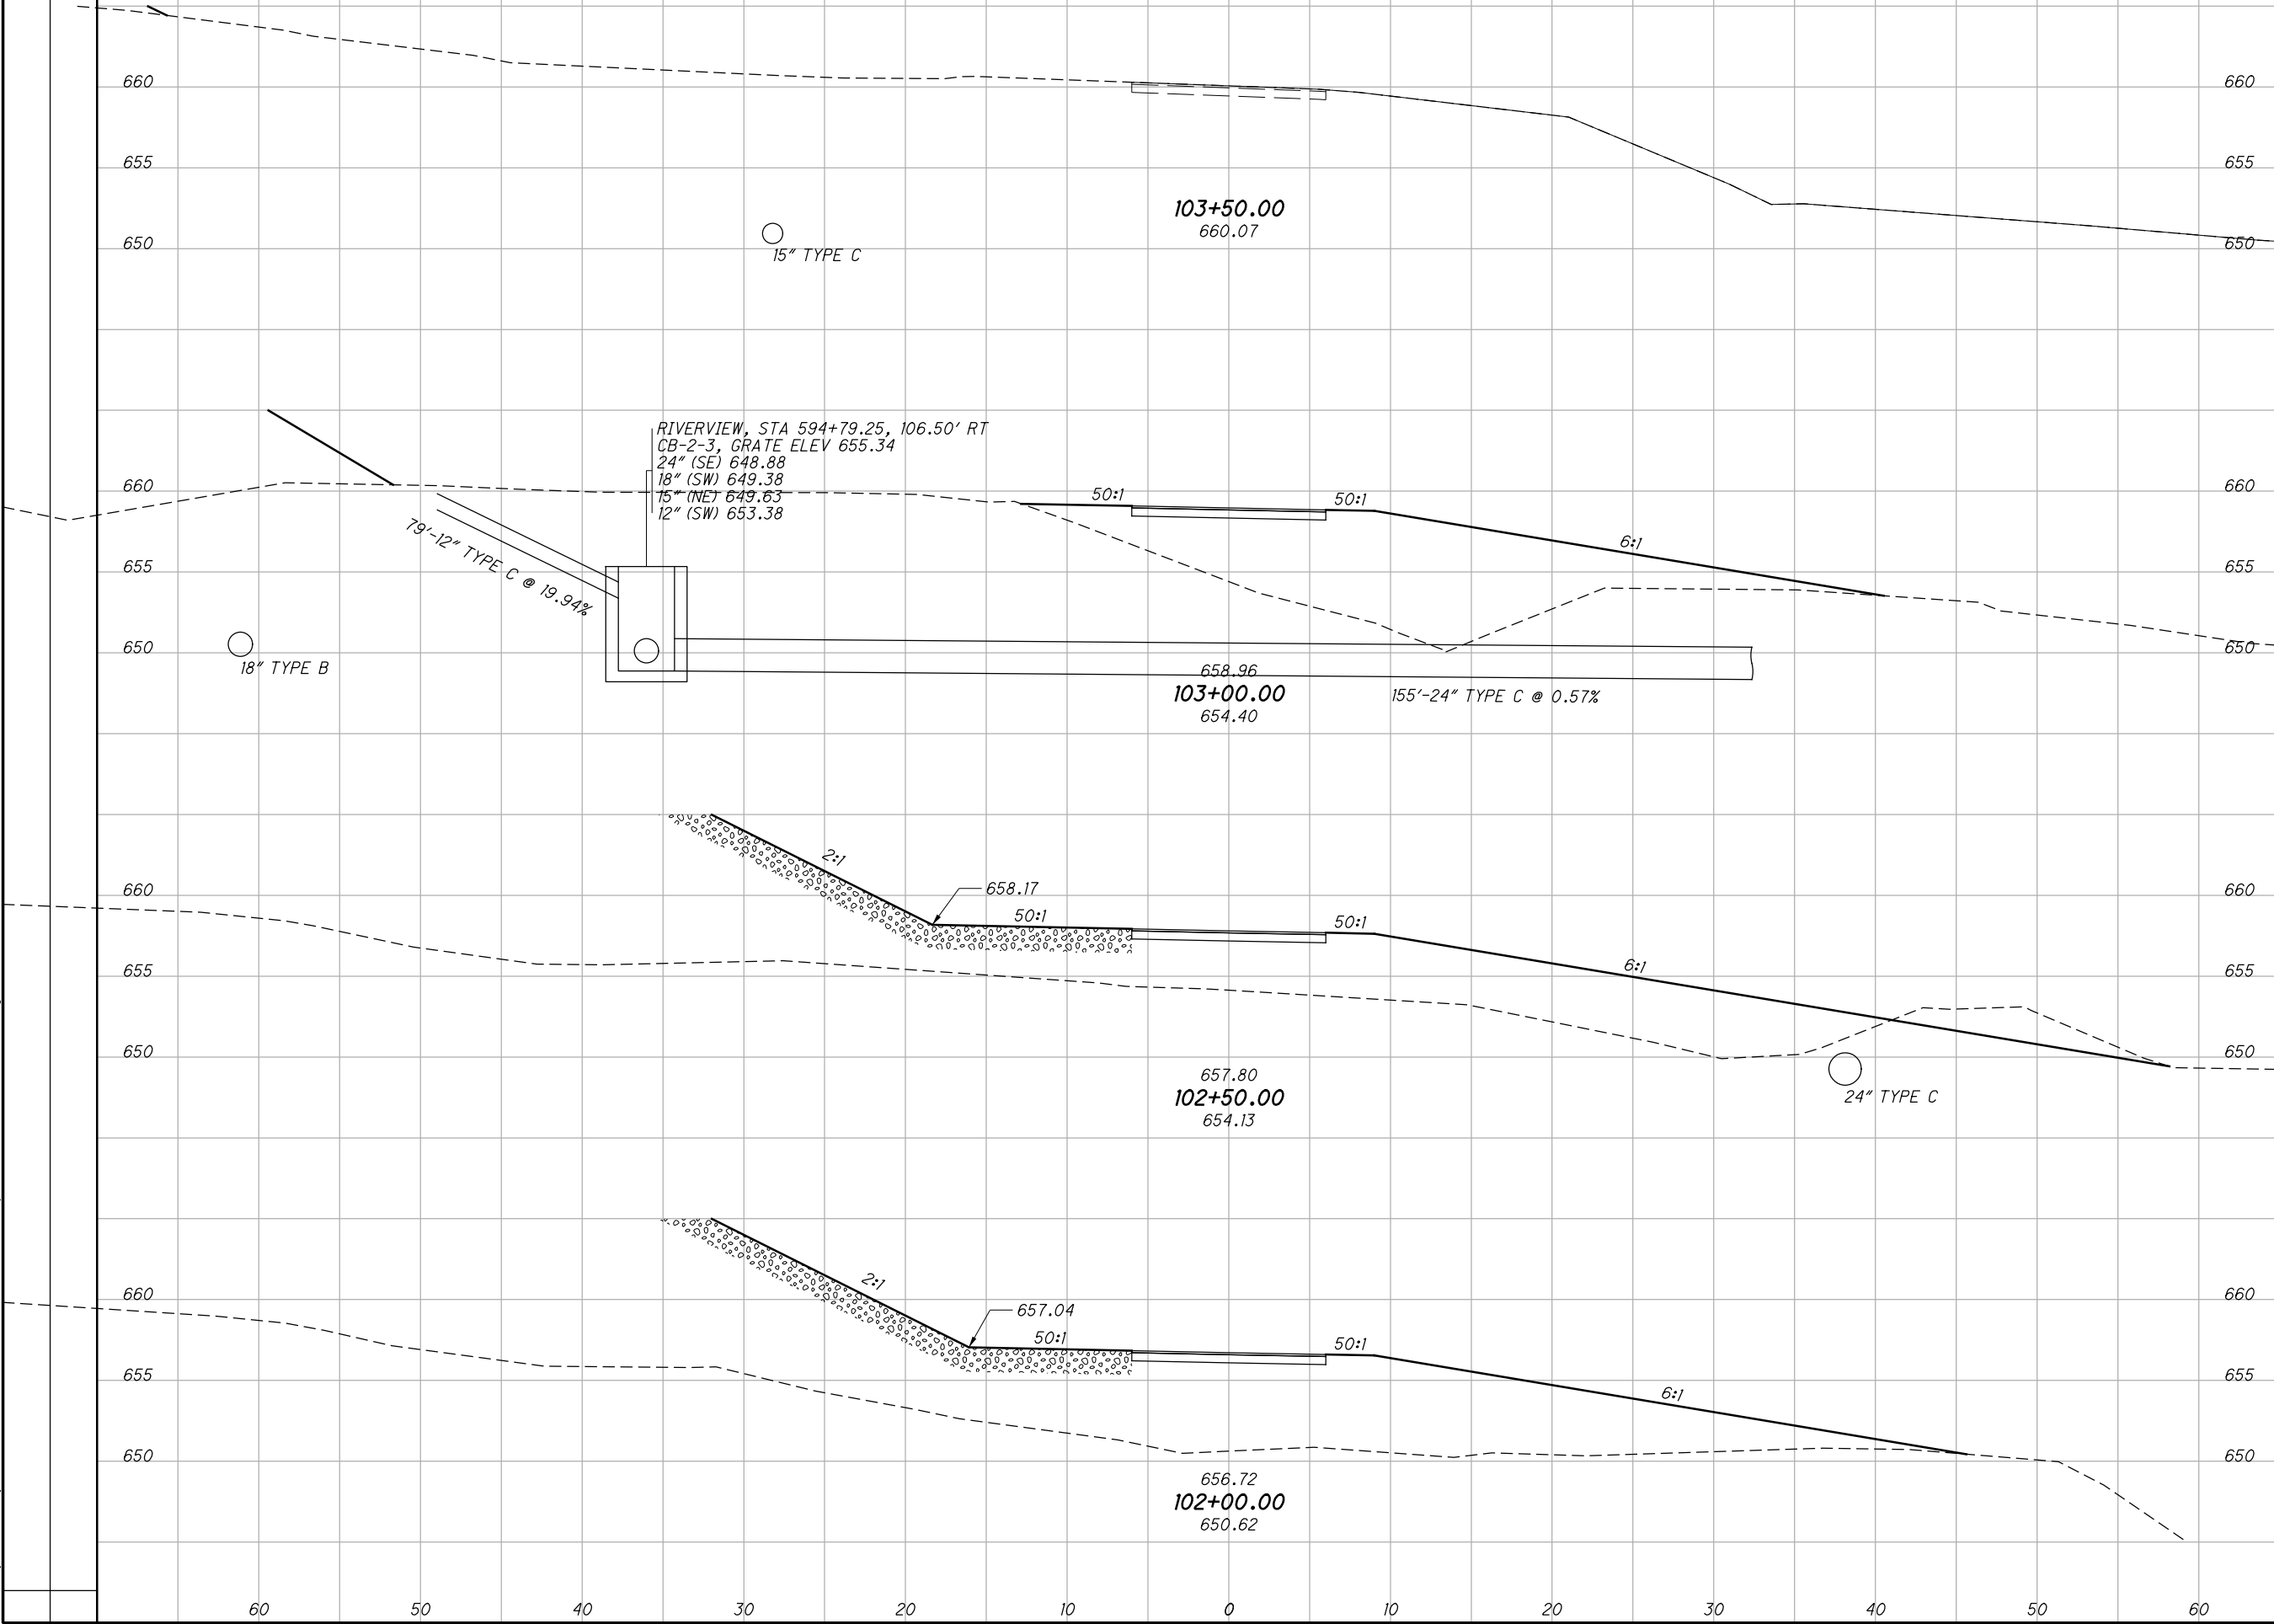 660 660
655 655
103+50.00
660.07
650 650
15" TYPE C
RIVERVIEW, STA 594+79.25, 106.50' RT
CB-2-3, GRATE ELEV 655.34
24" (SE) 648.88
18" (SW) 649.38
15" (NE) 649.63
12" (SW) 653.38
660 660
50:1 50:1
79'-12" TYPE C @ 19.94%
6:1
655 655
650 650
18" TYPE B
658.96
103+00.00
654.40
155'-24" TYPE C @ 0.57%
2:1
658.17
660 660
50:1 50:1
6:1
655 655
650 650
657.80
102+50.00
654.13
24" TYPE C
2:1
660 660
657.04
50:1 50:1
655 655
6:1
650 650
656.72
102+00.00
650.62
60 50 40 30 20 10 0 10 20 30 40 50 60